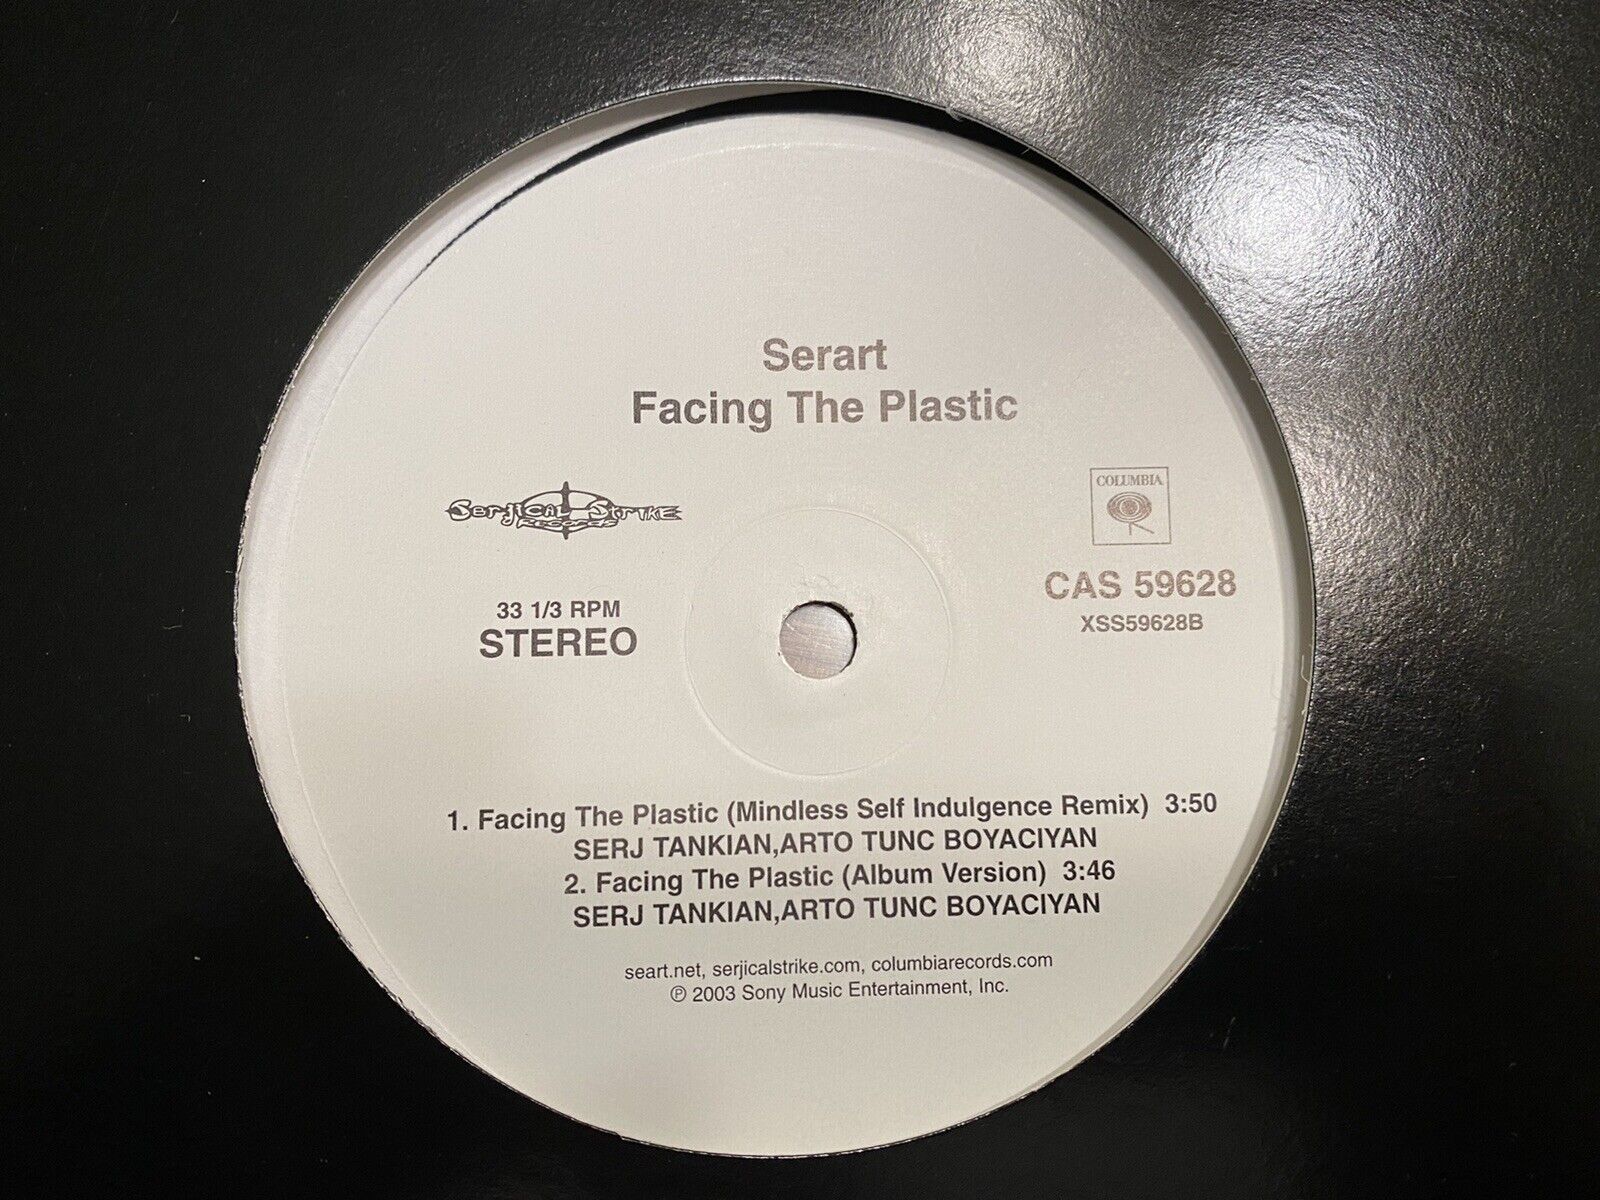 Serart
Facing The Plastic
Serjical Strike
Records
COLUMBIA
33 1/3 RPM
STEREO
CAS 59628
XSS59628B
1. Facing The Plastic (Mindless Self Indulgence Remix) 3:50
SERJ TANKIAN,ARTO TUNC BOYACIYAN
2. Facing The Plastic (Album Version) 3:46
SERJ TANKIAN,ARTO TUNC BOYACIYAN
seart.net, serjicalstrike.com, columbiarecords.com
℗ 2003 Sony Music Entertainment, Inc.